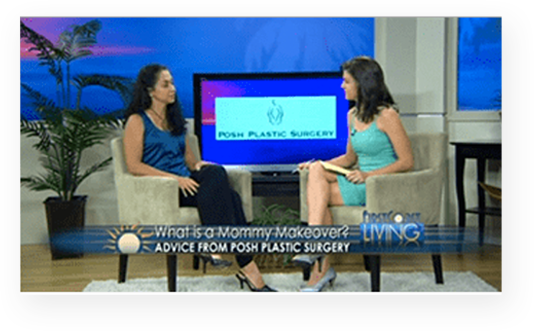 POSH PLASTIC SURGERY
What is a Mommy Makeover?
ADVICE FROM POSH PLASTIC SURGERY
LIVING